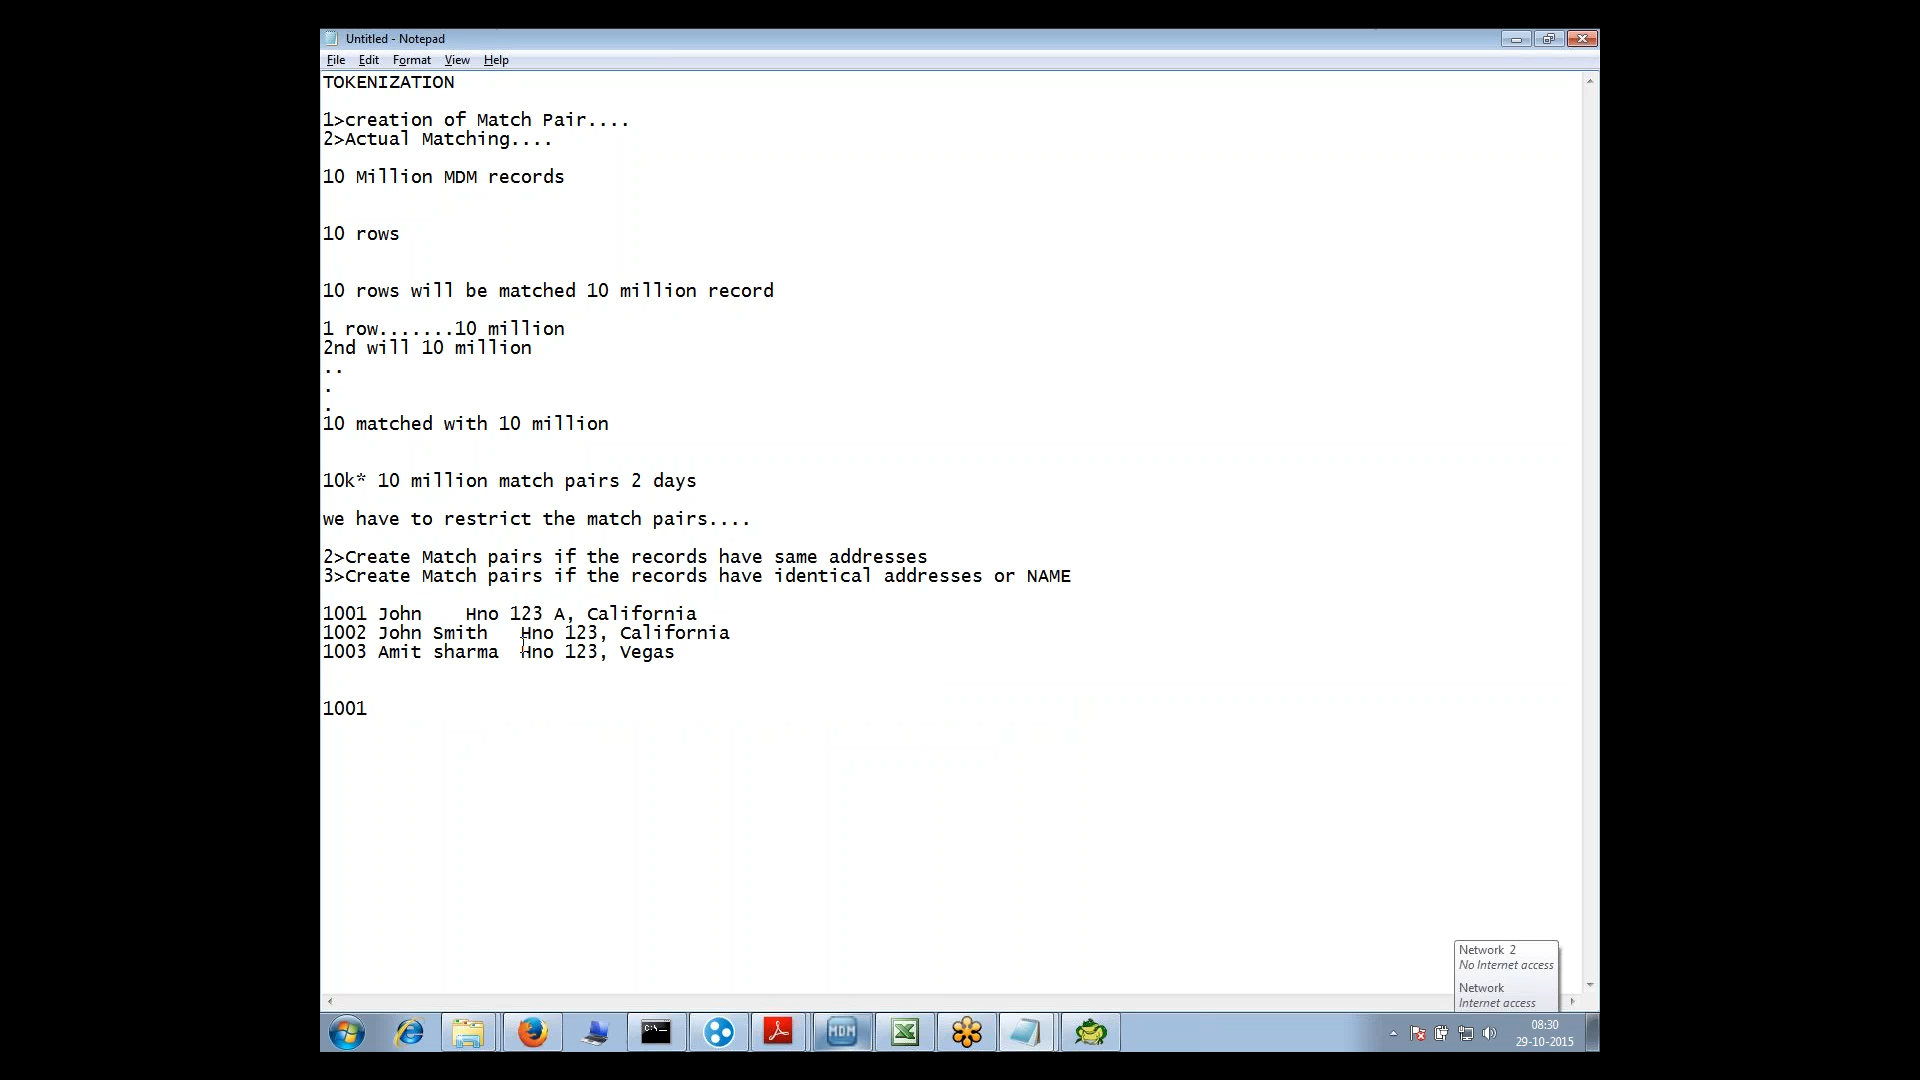 Untitled - Notepad
File Edit Format View Help
TOKENIZATION
1>creation of Match Pair....
2>Actual Matching....
10 Million MDM records
10 rows
10 rows will be matched 10 million record
1 row.......10 million
2nd will 10 million
..
.
.
10 matched with 10 million
10k* 10 million match pairs 2 days
we have to restrict the match pairs....
2>Create Match pairs if the records have same addresses
3>Create Match pairs if the records have identical addresses or NAME
1001 John    Hno 123 A, California
1002 John Smith   Hno 123, California
1003 Amit sharma  Hno 123, Vegas
1001
Network 2
No Internet access
Network
Internet access
C:\
MDM
08:30
29-10-2015